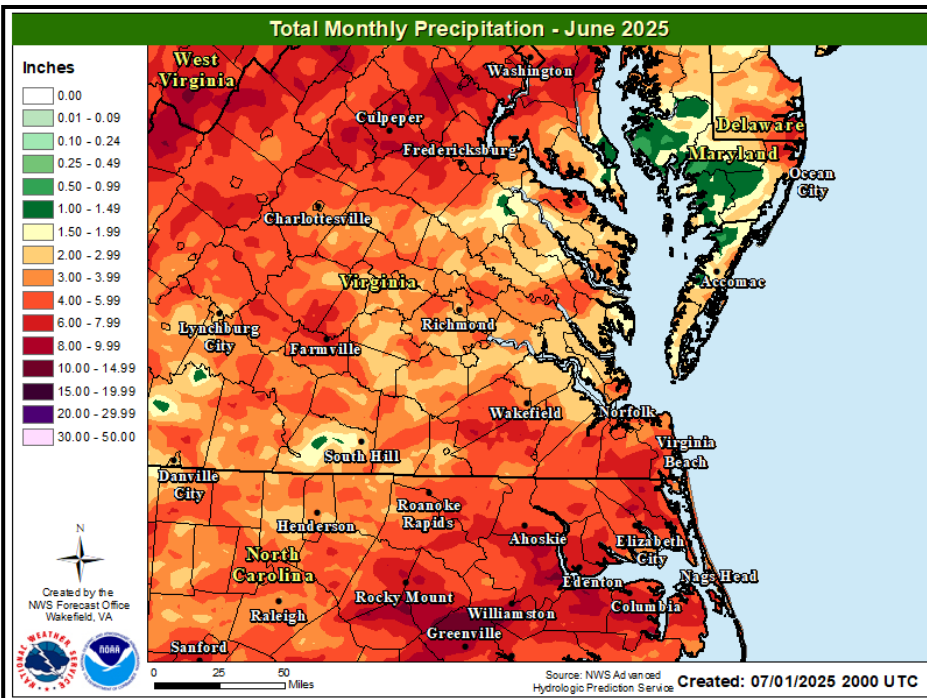 Total Monthly Precipitation - June 2025
Inches
0.00
0.01 - 0.09
0.10 - 0.24
0.25 - 0.49
0.50 - 0.99
1.00 - 1.49
1.50 - 1.99
2.00 - 2.99
3.00 - 3.99
4.00 - 5.99
6.00 - 7.99
8.00 - 9.99
10.00 - 14.99
15.00 - 19.99
20.00 - 29.99
30.00 - 50.00
West
Virginia
Washington
Culpeper
Fredericksburg
Delaware
Maryland
Ocean
City
Charlottesville
Virginia
Accomac
Lynchburg
City
Farmville
Richmond
Wakefield
Norfolk
Virginia
Beach
South Hill
Danville
City
Roanoke
Rapids
Henderson
Ahoskie
Elizabeth
City
North
Carolina
Edenton
Nags Head
Rocky Mount
Williamston
Columbia
Raleigh
Greenville
Sanford
N
Created by the
NWS Forecast Office
Wakefield, VA
NATIONAL WEATHER
SERVICE
NOAA
0 25 50
Miles
Source: NWS Advanced
Hydrologic Prediction Service
Created: 07/01/2025 2000 UTC